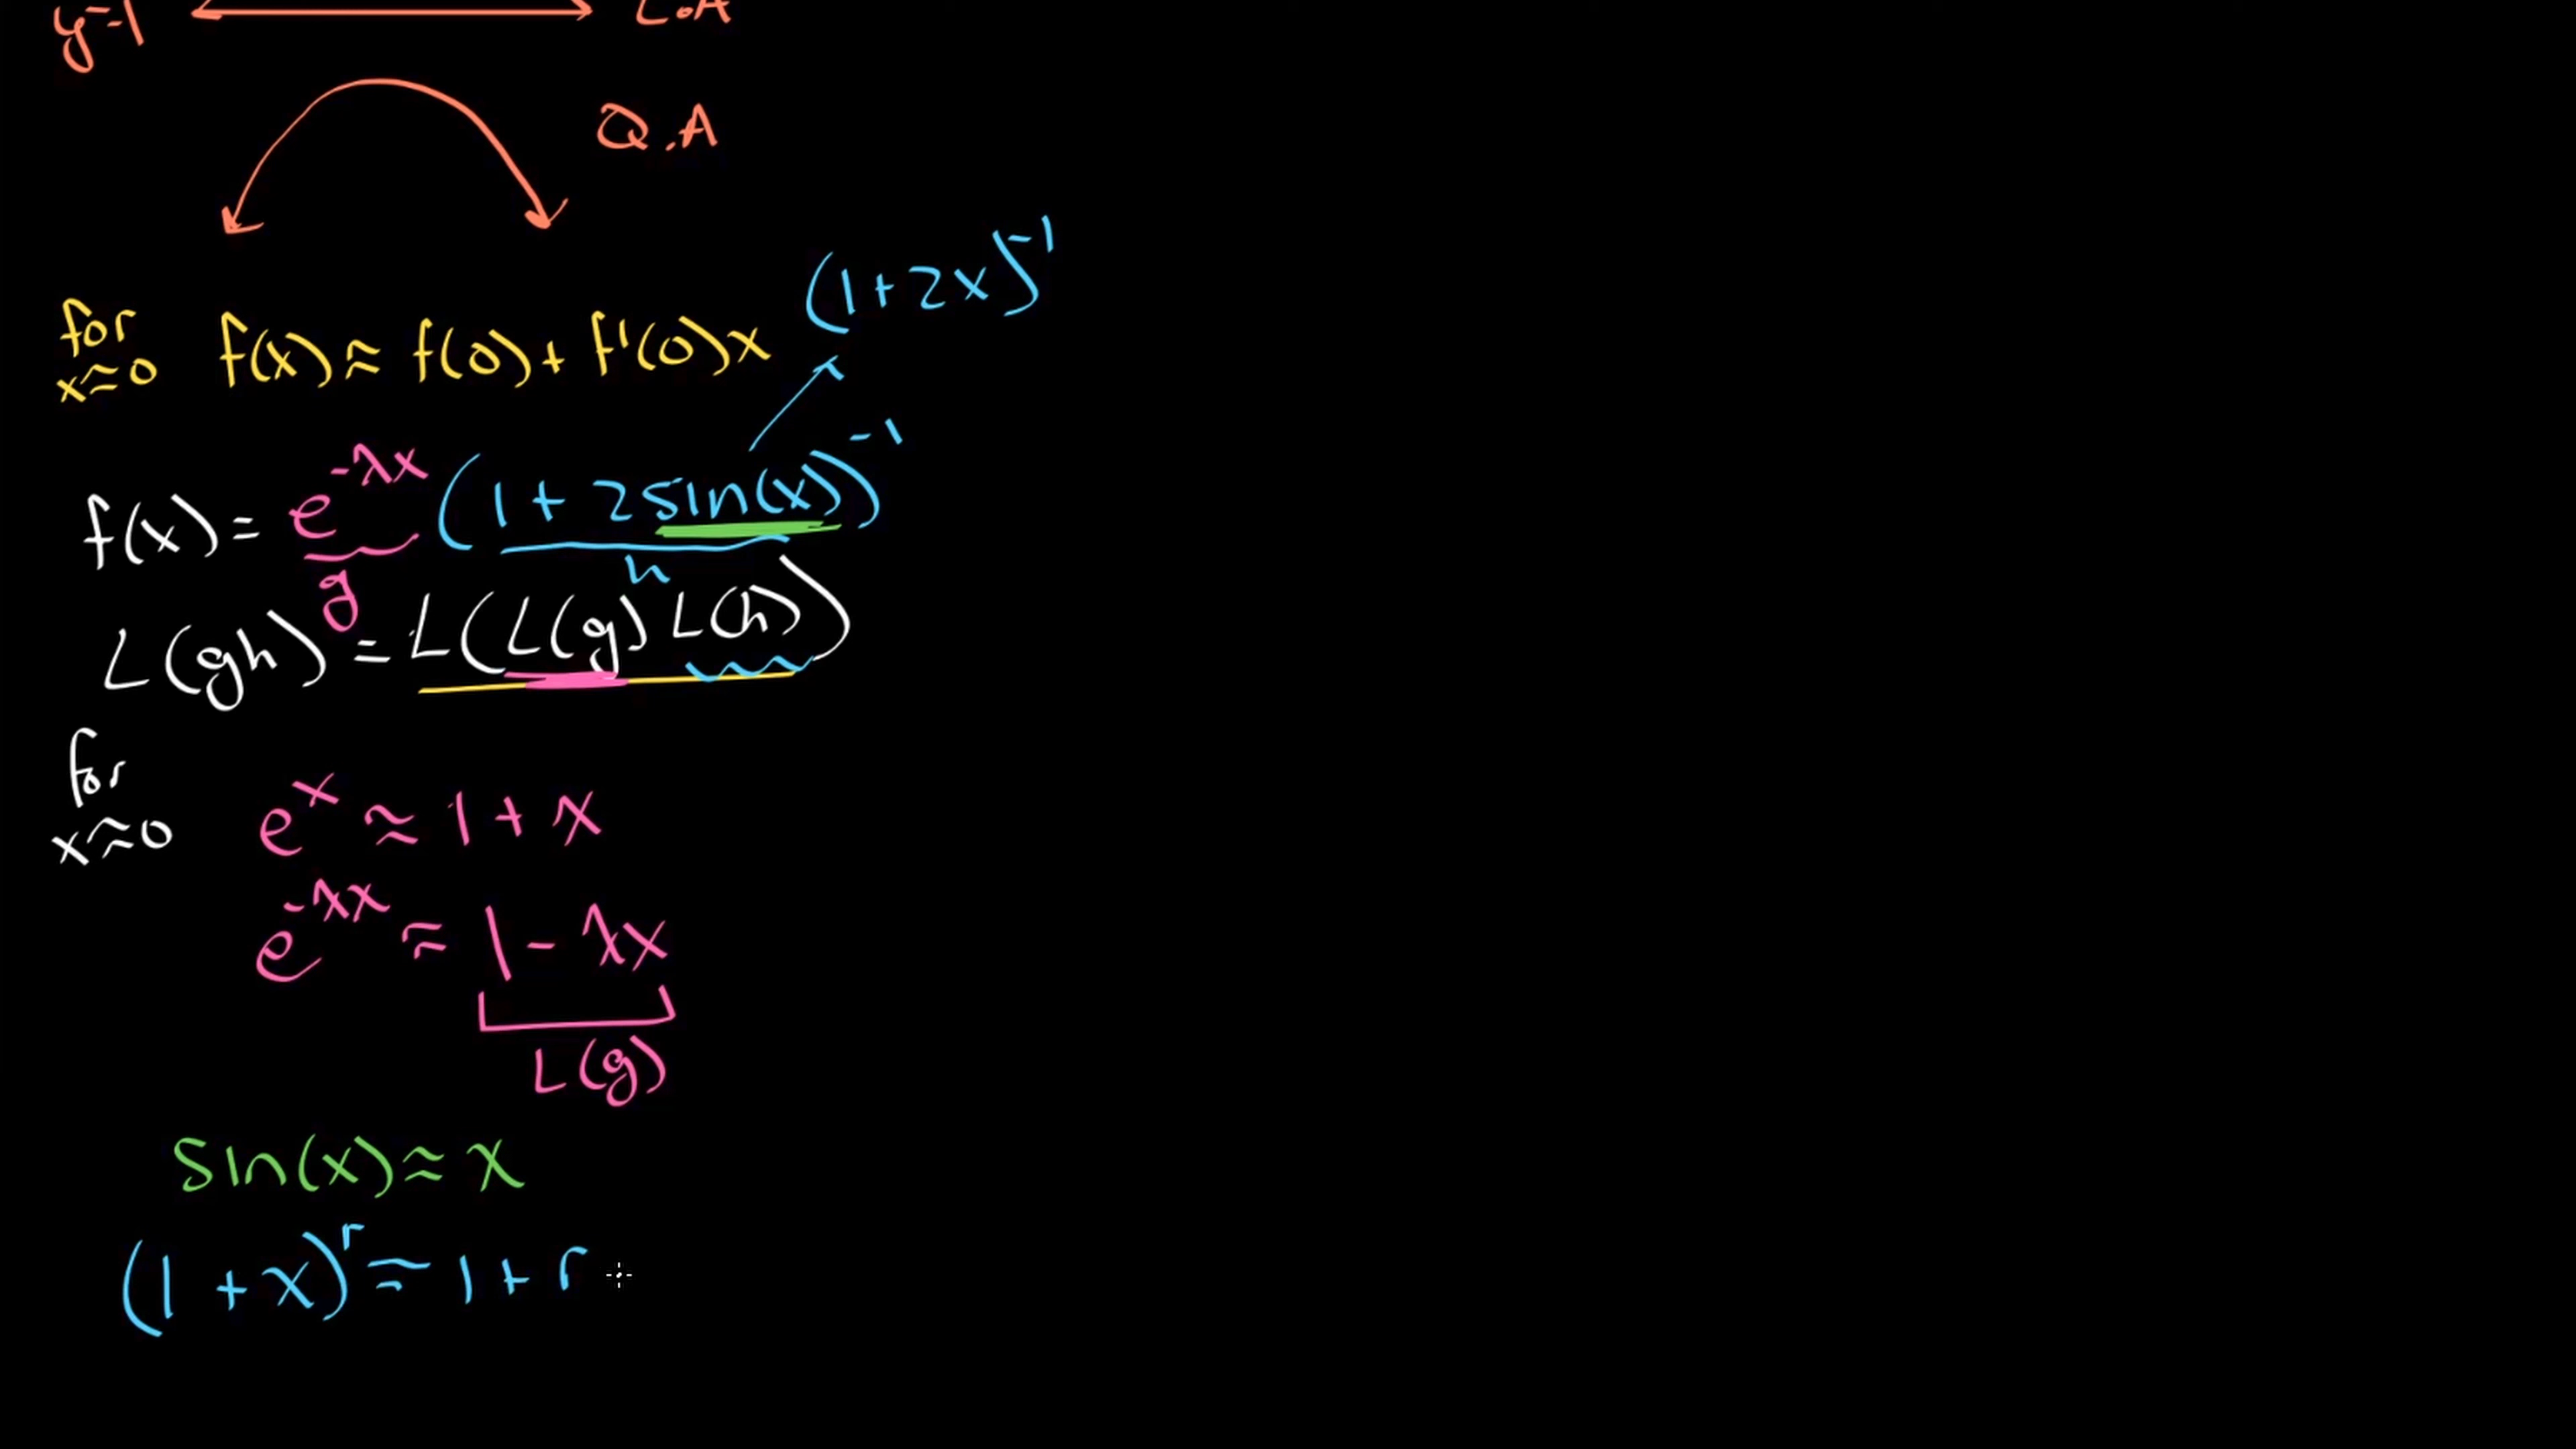 y=1 L.A
Q.A
(1+2x)^-1
for x≈0 f(x)≈f(0)+f'(0)x
f(x)=e^-λx (1+2sin(x))^-1
g h
L(gh)=L(L(g)L(h))
for x≈0
e^x ≈ 1+x
e^-λx ≈ 1-λx
L(g)
sin(x)≈x
(1+x)^r ≈ 1+r